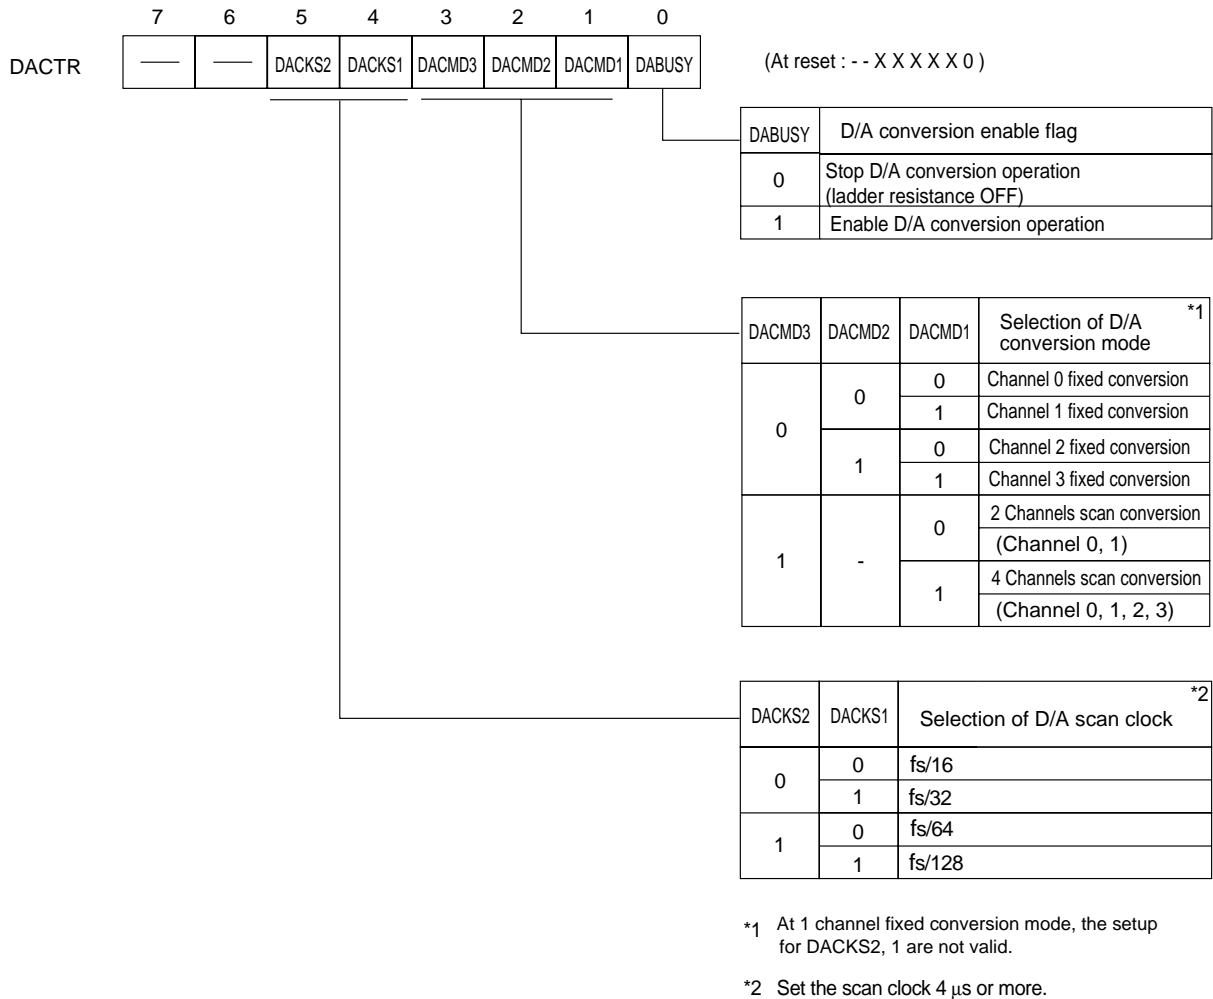 7 6 5 4 3 2 1 0
DACTR — — DACKS2 DACKS1 DACMD3 DACMD2 DACMD1 DABUSY (At reset : - - X X X X X 0 )
DABUSY D/A conversion enable flag
0 Stop D/A conversion operation
(ladder resistance OFF)
1 Enable D/A conversion operation
DACMD3 DACMD2 DACMD1 Selection of D/A *1
conversion mode
0 0 0 Channel 0 fixed conversion
1 Channel 1 fixed conversion
1 0 Channel 2 fixed conversion
1 Channel 3 fixed conversion
1 - 0 2 Channels scan conversion
(Channel 0, 1)
1 4 Channels scan conversion
(Channel 0, 1, 2, 3)
DACKS2 DACKS1 Selection of D/A scan clock *2
0 0 fs/16
1 fs/32
1 0 fs/64
1 fs/128
*1 At 1 channel fixed conversion mode, the setup
for DACKS2, 1 are not valid.
*2 Set the scan clock 4 μs or more.